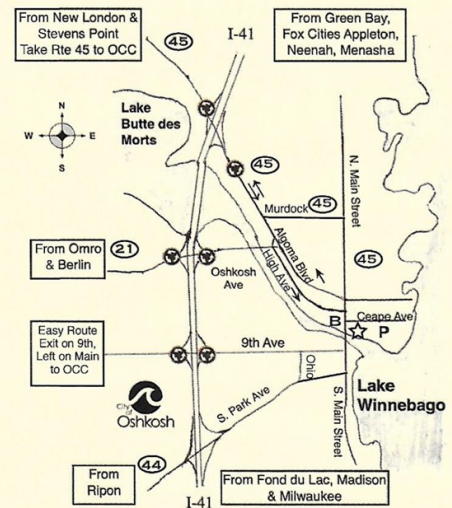 From New London &
Stevens Point
Take Rte 45 to OCC
45
I-41
From Green Bay,
Fox Cities Appleton,
Neenah, Menasha
N
W E
S
Lake
Butte des
Morts
45
Murdock
45
N. Main Street
From Omro
& Berlin
21
Oshkosh
Ave
Algoma Blvd
High Ave
45
B
Ceape Ave
P
Easy Route
Exit on 9th,
Left on Main
to OCC
9th Ave
Ohio
City of
Oshkosh
S. Park Ave
S. Main Street
Lake
Winnebago
From
Ripon
44
I-41
From Fond du Lac, Madison
& Milwaukee